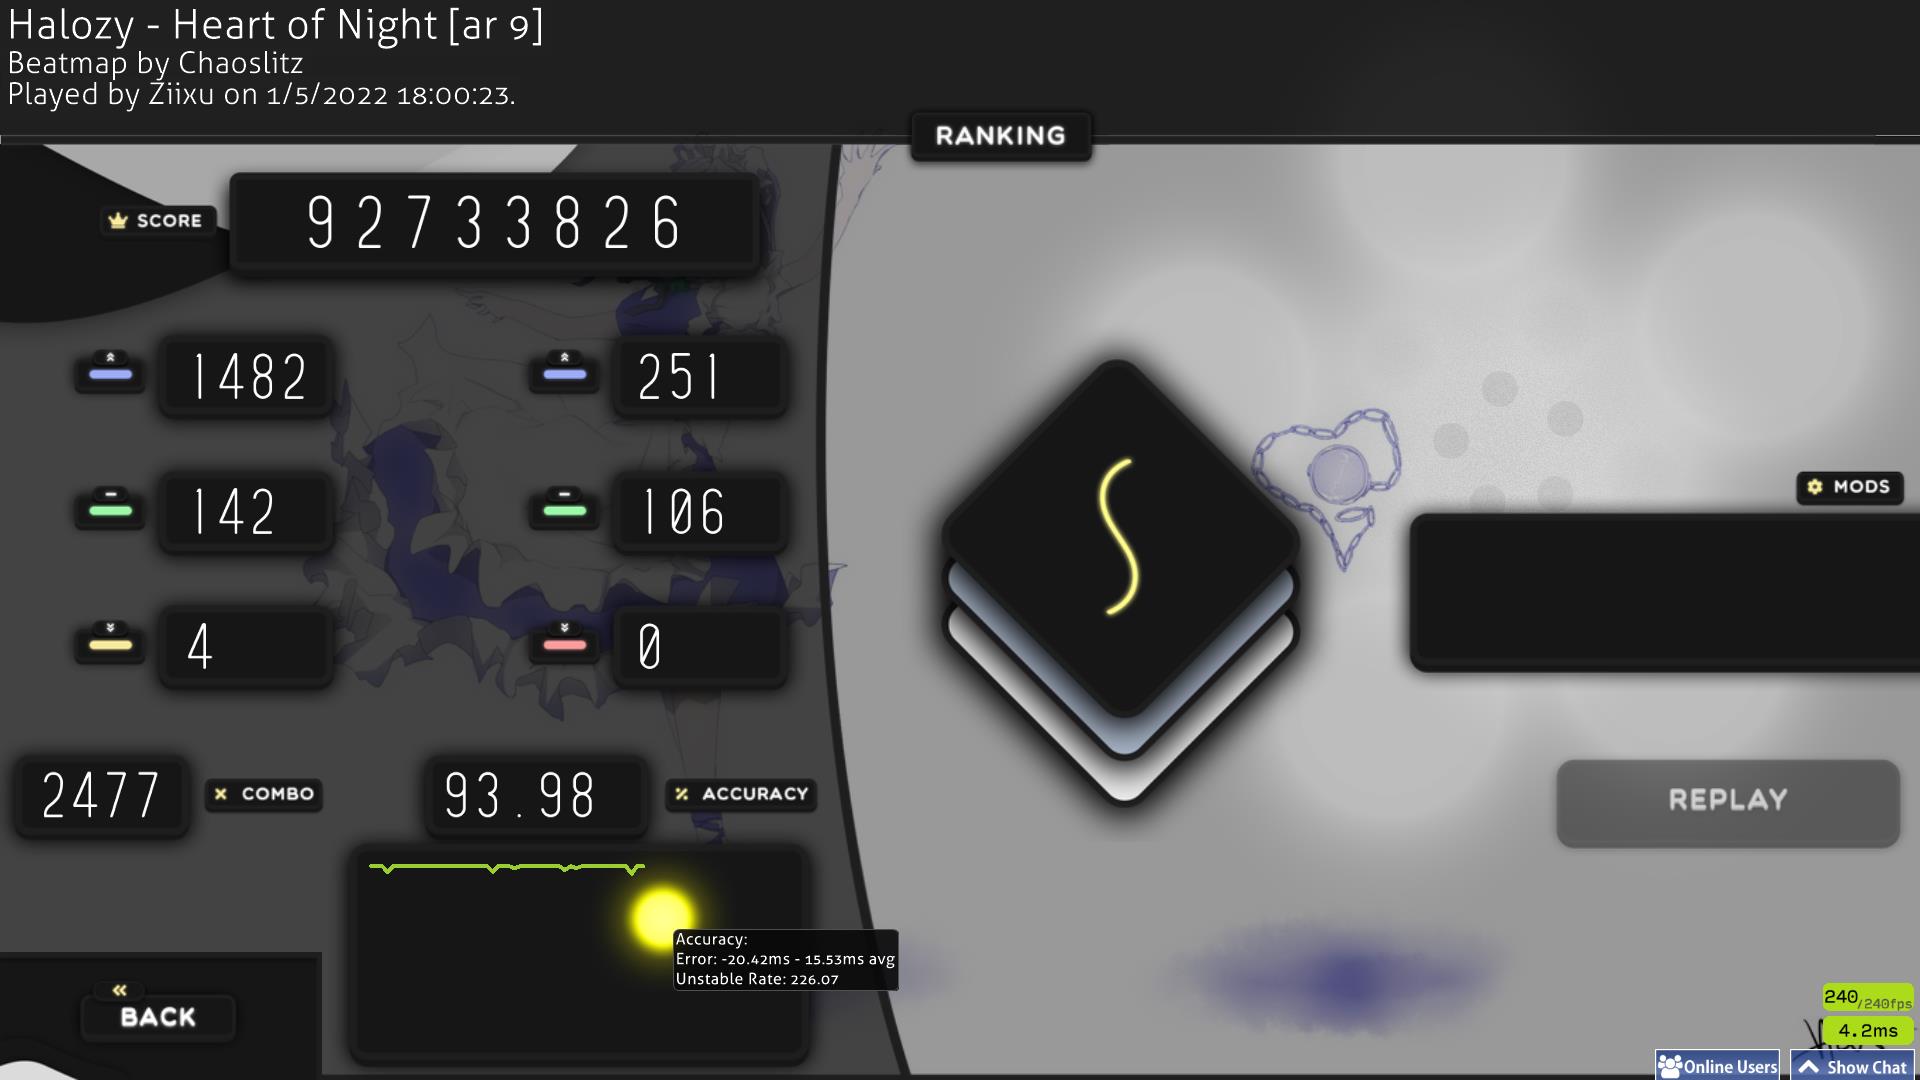 Halozy - Heart of Night [ar 9]
Beatmap by Chaoslitz
Played by Ziixu on 1/5/2022 18:00:23.
RANKING
SCORE
92733826
1482
251
142
106
4
0
S
MODS
2477
COMBO
93.98
ACCURACY
REPLAY
Accuracy:
Error: -20.42ms - 15.53ms avg
Unstable Rate: 226.07
BACK
240/240fps
4.2ms
Online Users
Show Chat